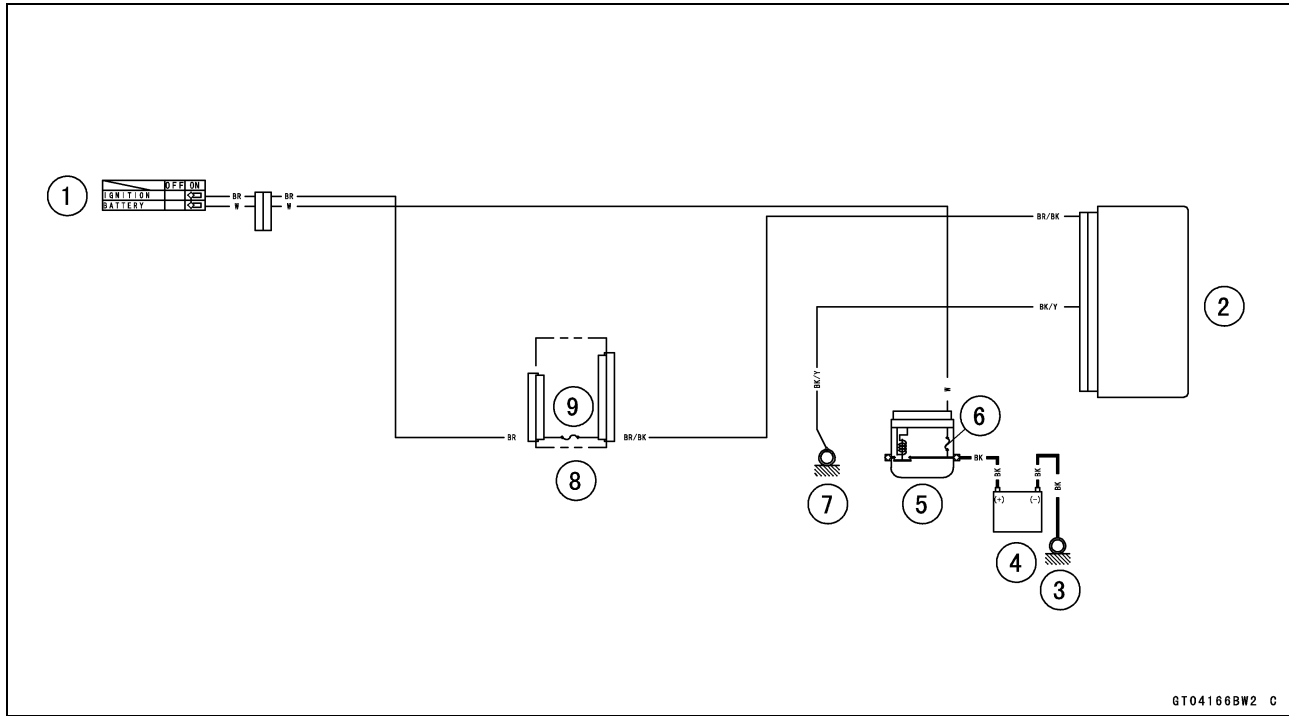 OFF ON
IGNITION
BATTERY
1
BR
W
BR
W
BR/BK
2
BK/Y
BK/Y
W
6
9
BR
BR/BK
8
7
5
BK
BK
BK
BK
(+)
(-)
4
3
GT04166BW2 C